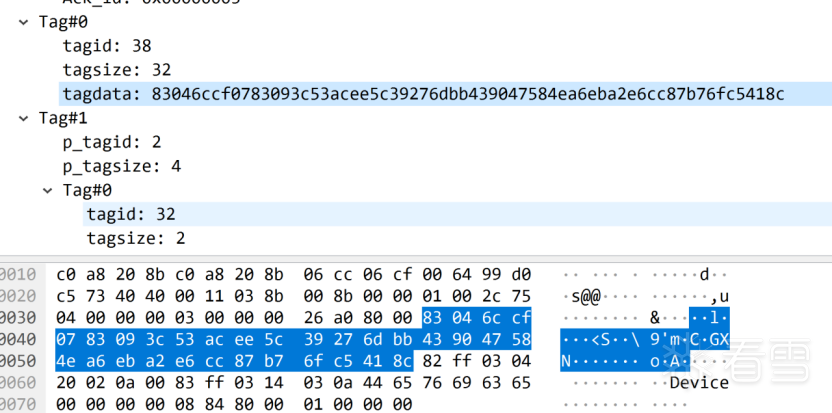 Ack_id: 0x00000005
Tag#0
tagid: 38
tagsize: 32
tagdata: 83046ccf0783093c53acee5c39276dbb439047584ea6eba2e6cc87b76fc5418c
Tag#1
p_tagid: 2
p_tagsize: 4
Tag#0
tagid: 32
tagsize: 2
0010 c0 a8 20 8b c0 a8 20 8b 06 cc 06 cf 00 64 99 d0 ·· ··· · ·····d··
0020 c5 73 40 40 00 11 03 8b 00 8b 00 00 01 00 2c 75 ·s@@···· ······,u
0030 04 00 00 00 03 00 00 00 26 a0 80 00 83 04 6c cf ········ &·····l·
0040 07 83 09 3c 53 ac ee 5c 39 27 6d bb 43 90 47 58 ···<S··\ 9'm·C·GX
0050 4e a6 eb a2 e6 cc 87 b7 6f c5 41 8c 82 ff 03 04 N······· o·A·····
0060 20 02 0a 00 83 ff 03 14 03 0a 44 65 76 69 63 65 ······· ··Device
0070 00 00 00 00 08 84 80 00 01 00 00 00 ········ ····
看雪